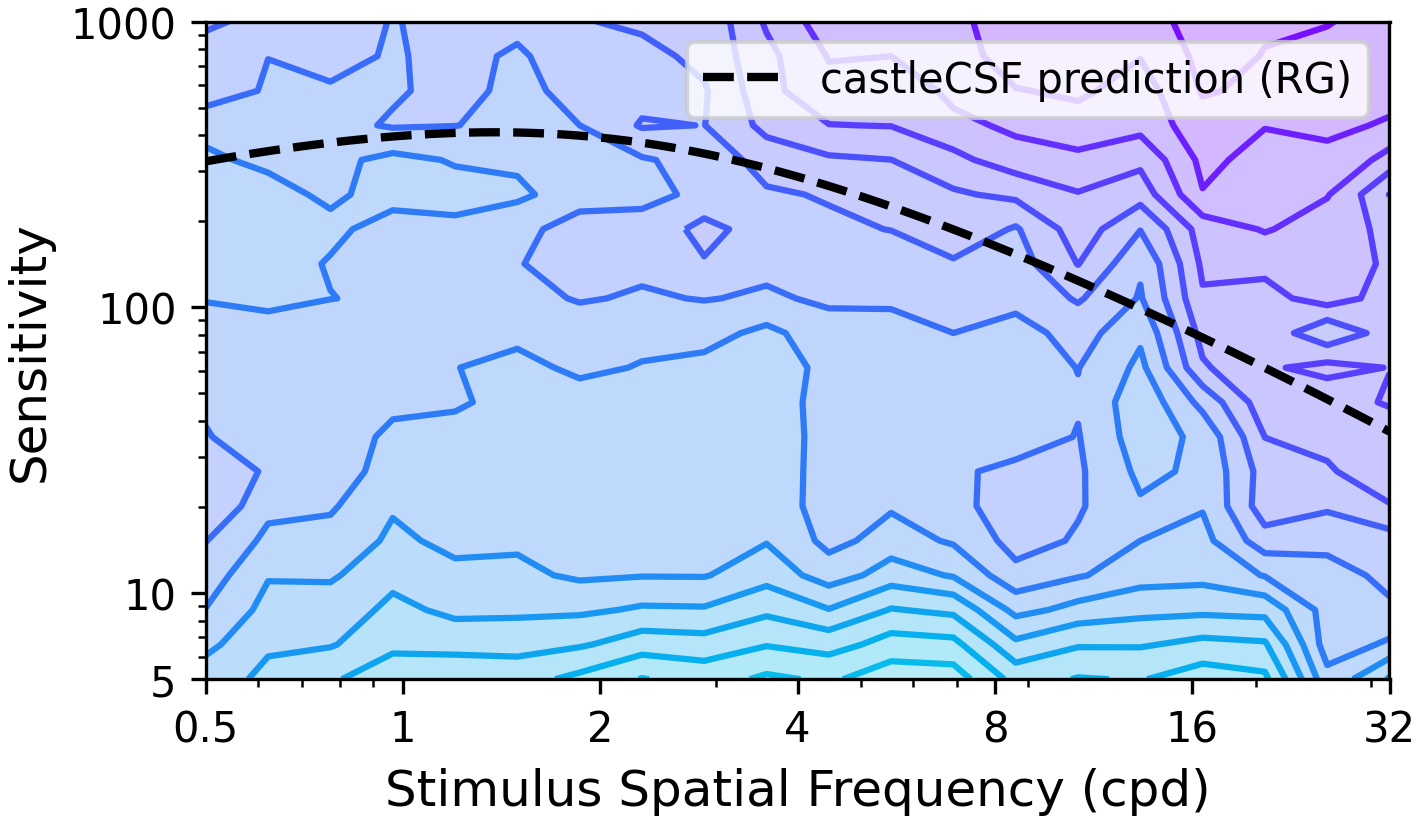 1000
castleCSF prediction (RG)
100
10
5
Sensitivity
0.5 1 2 4 8 16 32
Stimulus Spatial Frequency (cpd)